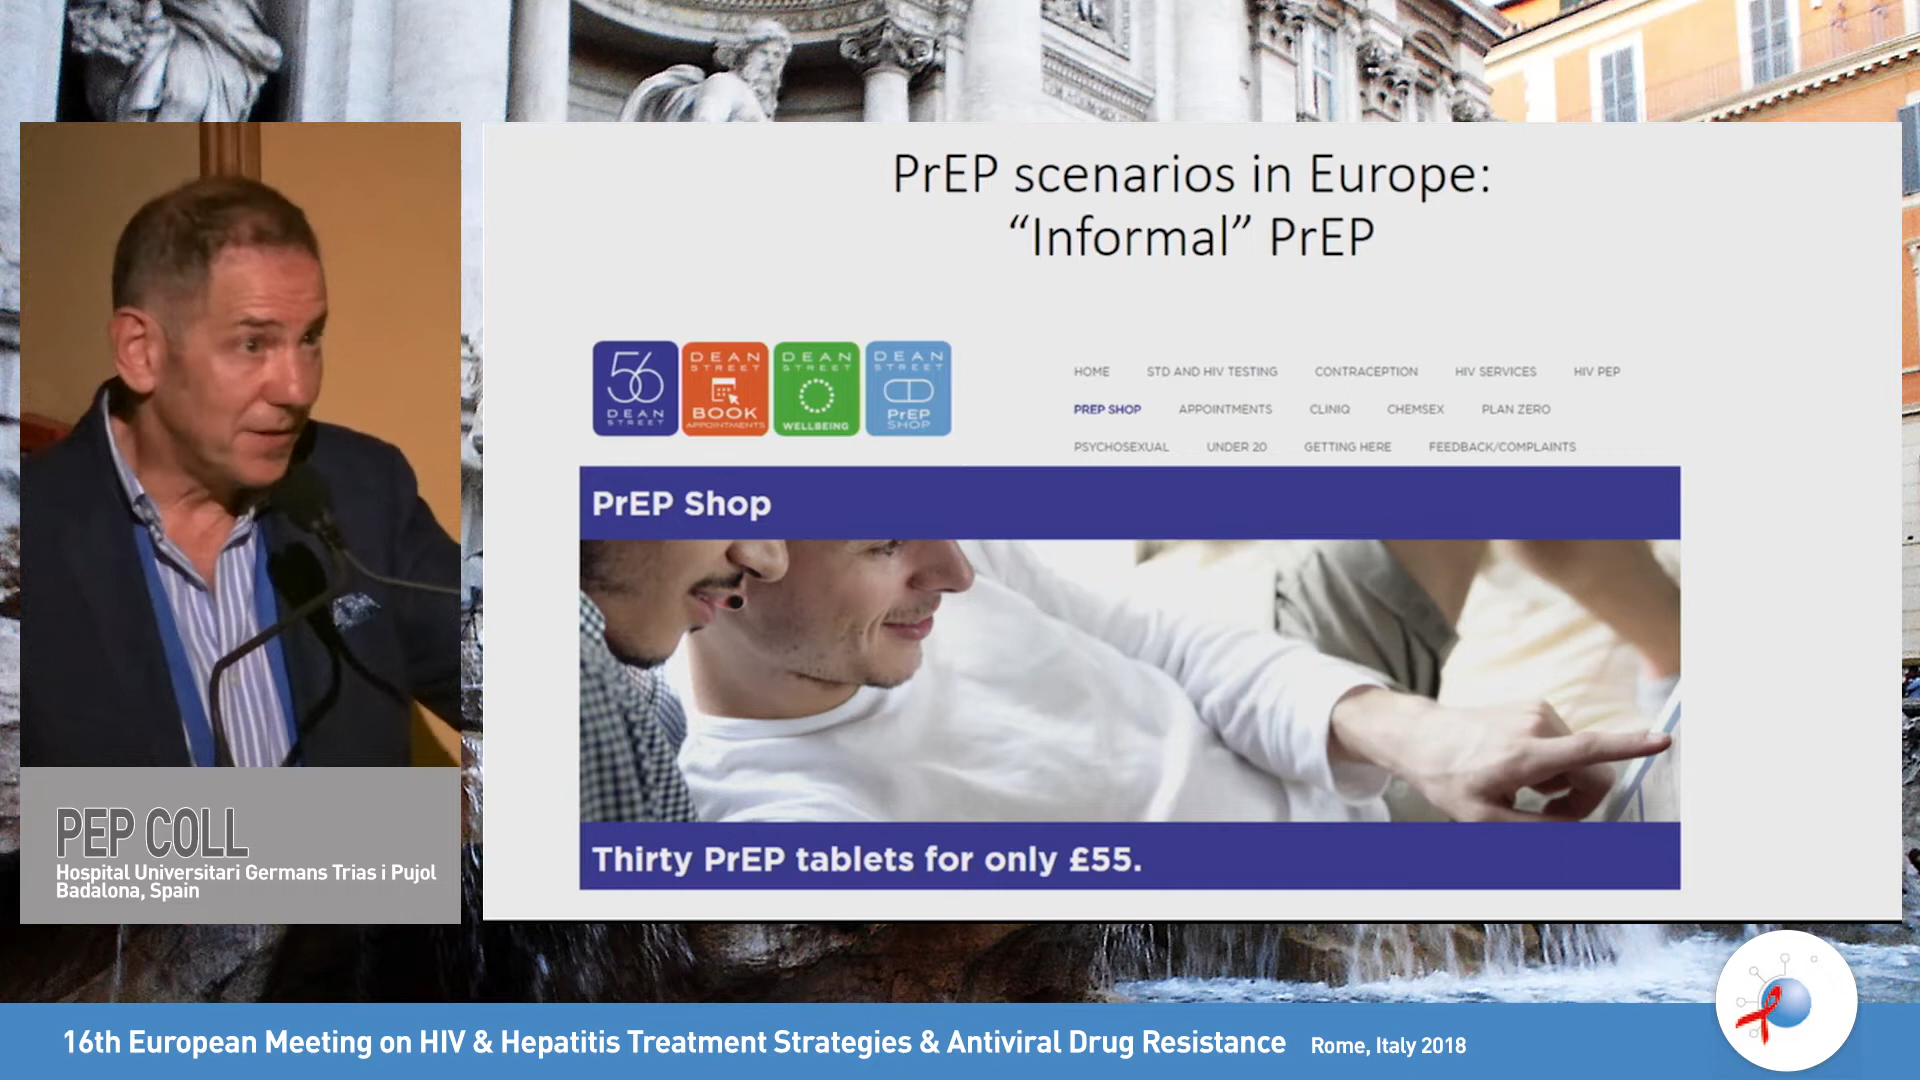 PrEP scenarios in Europe:
“Informal” PrEP
56
DEAN
STREET
DEAN
STREET
BOOK
APPOINTMENTS
DEAN
STREET
WELLBEING
DEAN
STREET
PrEP
SHOP
HOME STD AND HIV TESTING CONTRACEPTION HIV SERVICES HIV PEP
PREP SHOP APPOINTMENTS CLINIQ CHEMSEX PLAN ZERO
PSYCHOSEXUAL UNDER 20 GETTING HERE FEEDBACK/COMPLAINTS
PrEP Shop
Thirty PrEP tablets for only £55.
PEP COLL
Hospital Universitari Germans Trias i Pujol
Badalona, Spain
16th European Meeting on HIV & Hepatitis Treatment Strategies & Antiviral Drug Resistance Rome, Italy 2018